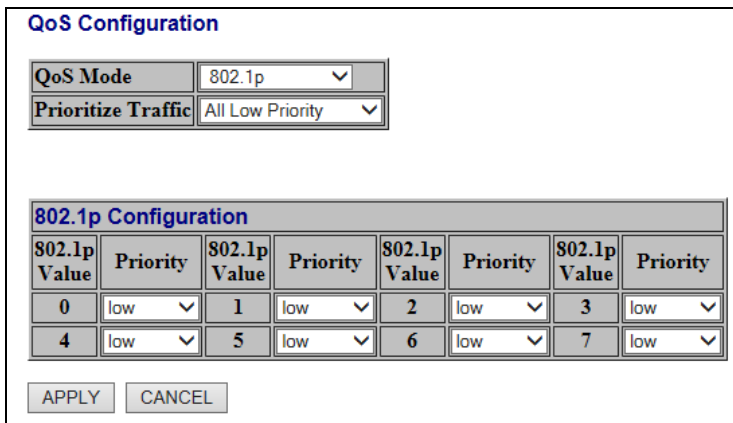 QoS Configuration
QoS Mode 802.1p
Prioritize Traffic All Low Priority
802.1p Configuration
802.1p Value Priority 802.1p Value Priority 802.1p Value Priority 802.1p Value Priority
0 low 1 low 2 low 3 low
4 low 5 low 6 low 7 low
APPLY CANCEL